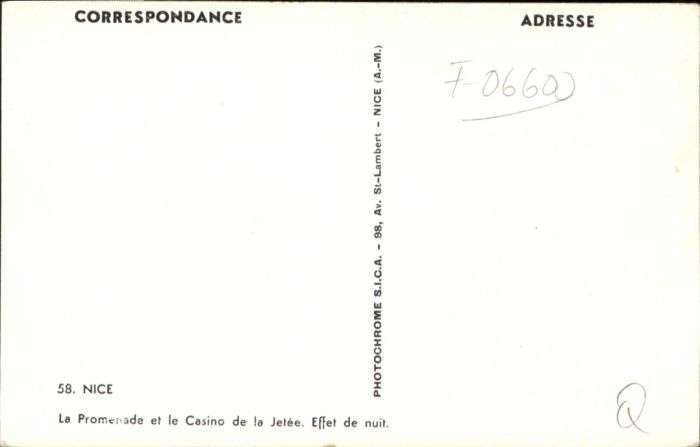 CORRESPONDANCE
ADRESSE
F-06600
PHOTOCHROME S.I.C.A. - 98, Av. St-Lambert - NICE (A.-M.)
58. NICE
La Promenade et le Casino de la Jetée. Effet de nuit.
Q